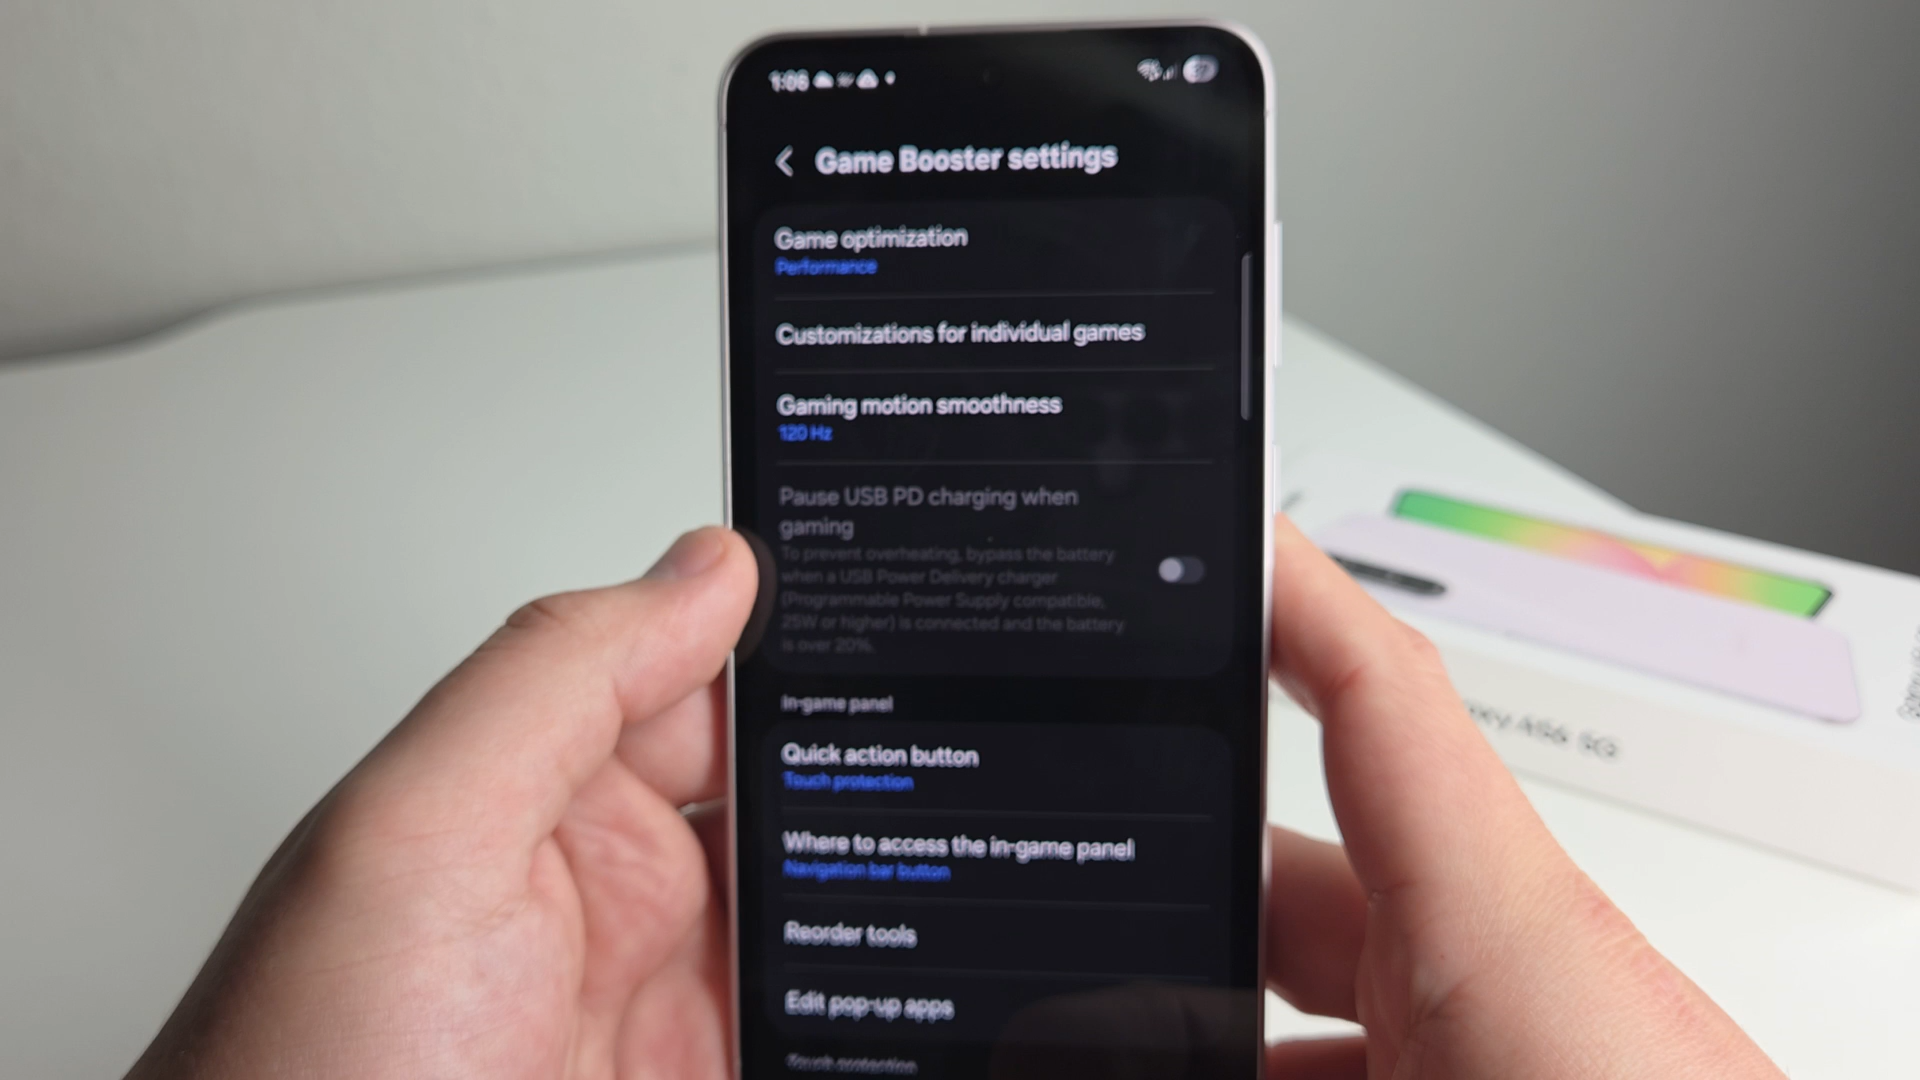 1:06
Game Booster settings
Game optimization
Performance
Customizations for individual games
Gaming motion smoothness
120 Hz
Pause USB PD charging when
gaming
To prevent overheating, bypass the battery
when a USB Power Delivery charger
(Programmable Power Supply compatible,
25W or higher) is connected and the battery
is over 20%.
In-game panel
Quick action button
Touch protection
Where to access the in-game panel
Navigation bar button
Reorder tools
Edit pop-up apps
Touch protection
A56 5G